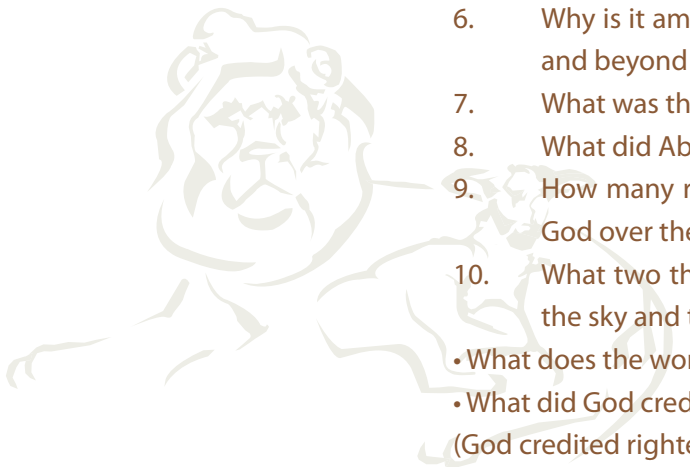 6. Why is it am
and beyond
7. What was th
8. What did Ab
9. How many r
God over the
10. What two th
the sky and
• What does the wor
• What did God cred
(God credited righte